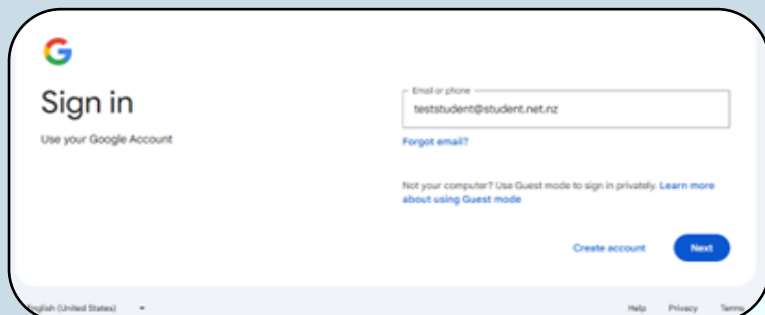 Sign in
Use your Google Account
Email or phone
teststudent@student.net.nz
Forgot email?
Not your computer? Use Guest mode to sign in privately. Learn more
about using Guest mode
Create account Next
English (United States) Help Privacy Terms